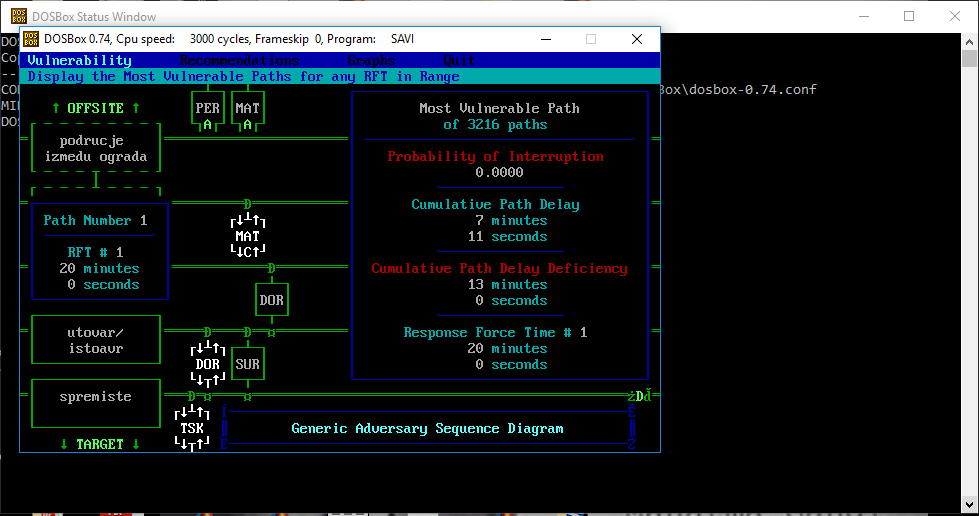 DOSBox Status Window
DOSBox 0.74, Cpu speed: 3000 cycles, Frameskip 0, Program: SAVI
DOS
Cop
--
CON
Box\dosbox-0.74.conf
MID
DOS
Vulnerability Recommendations Graphs Quit
Display the Most Vulnerable Paths for any RFT in Range
↑ OFFSITE ↑
PER MAT
A A
podrucje
izmedu ograda
Path Number 1
RFT # 1
20 minutes
0 seconds
utovar/
istoavr
spremiste
↓ TARGET ↓
D
MAT
C
D
DOR
D D
DOR SUR
D
TSK
Most Vulnerable Path
of 3216 paths
Probability of Interruption
0.0000
Cumulative Path Delay
7 minutes
11 seconds
Cumulative Path Delay Deficiency
13 minutes
0 seconds
Response Force Time # 1
20 minutes
0 seconds
żDď
Generic Adversary Sequence Diagram